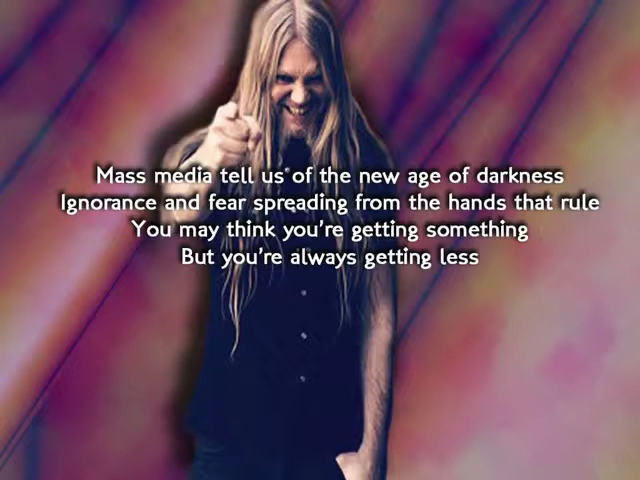 Mass media tell us of the new age of darkness
Ignorance and fear spreading from the hands that rule
You may think you're getting something
But you're always getting less